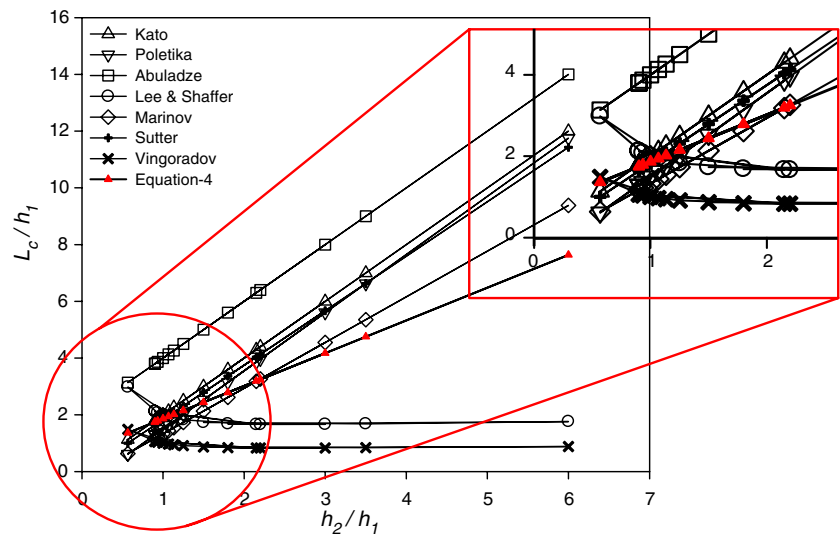 16
14
12
10
8
6
4
2
0
L_c/h_1
Kato
Poletika
Abuladze
Lee & Shaffer
Marinov
Sutter
Vingoradov
Equation-4
4
2
0
0 1 2
0 1 2 3 4 5 6 7
h_2/h_1